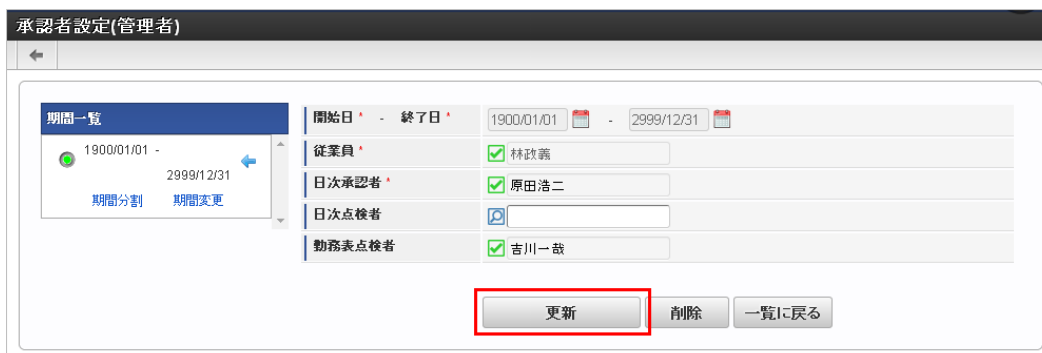 承認者設定(管理者)
期間一覧
1900/01/01 -
2999/12/31
期間分割 期間変更
開始日* - 終了日* 1900/01/01 - 2999/12/31
従業員* 林政義
日次承認者* 原田浩二
日次点検者
勤務表点検者 吉川一哉
更新 削除 一覧に戻る